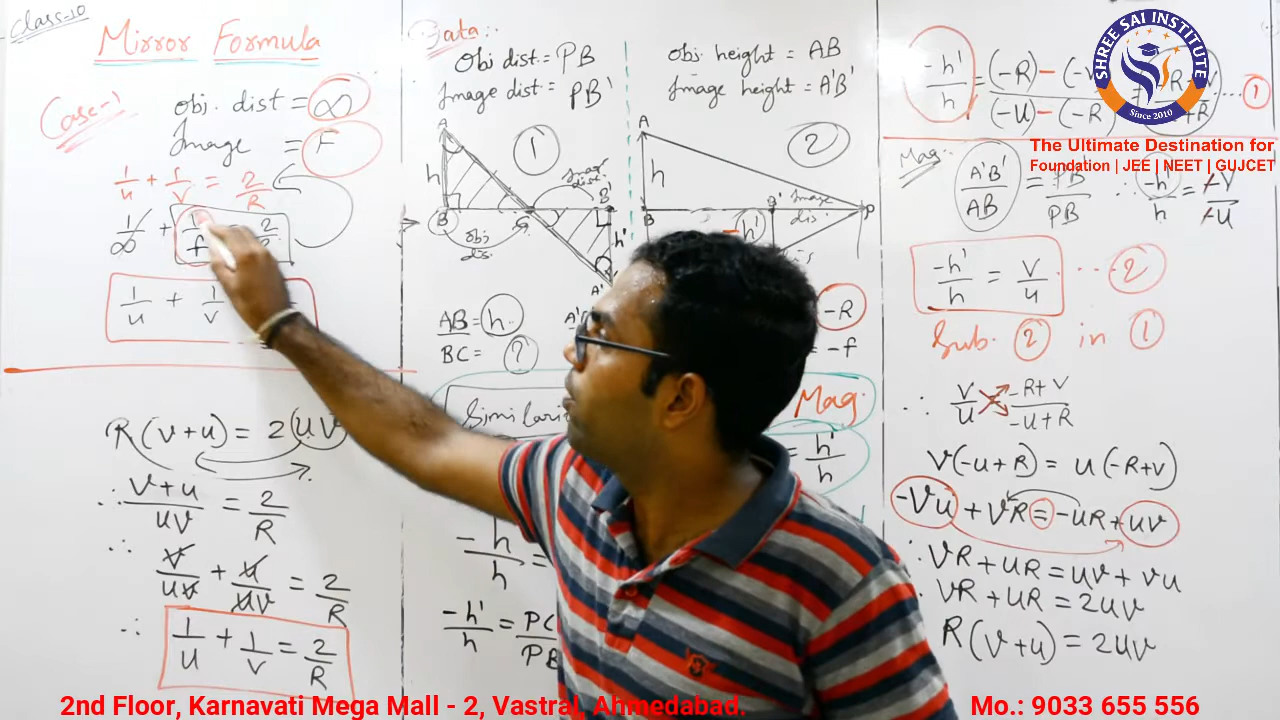 Class-10
Mirror Formula
Case-1
obj. dist = ∞
Image = F
1/u + 1/v = 2/R
1/∞ +
1/u + 1/v
R(v+u) = 2(uv)
∴ v+u/uv = 2/R
∴ v/uv + u/uv = 2/R
∴ 1/u + 1/v = 2/R
Data:
Obj dist = PB
Image dist = PB'
obj. height = AB
Image height = A'B'
1
A
h
B
obj
dis.
Image
dist.
B'
h'
A'
2
A
h
B
B'
P
dis.
-h'
AB = h
BC = ?
-R
= -f
Mag.
= h'/h
-h/h =
-h'/h = PC/PB
-h'/h = (-R) - (-v)/(-u) - (-R)
... 1
Mag:-
A'B'/AB = PB'/PB ∴ -h'/h = -v/-u
-h'/h = v/u ... 2
Sub. 2 in 1
∴ v/u = -R+v/-u+R
v(-u+R) = u(-R+v)
-vu + vR = -uR + uv
∴ vR + uR = uv + vu
vR + uR = 2uv
R(v+u) = 2uv
SHREE SAI INSTITUTE
Since 2010
The Ultimate Destination for
Foundation | JEE | NEET | GUJCET
2nd Floor, Karnavati Mega Mall - 2, Vastral, Ahmedabad.
Mo.: 9033 655 556